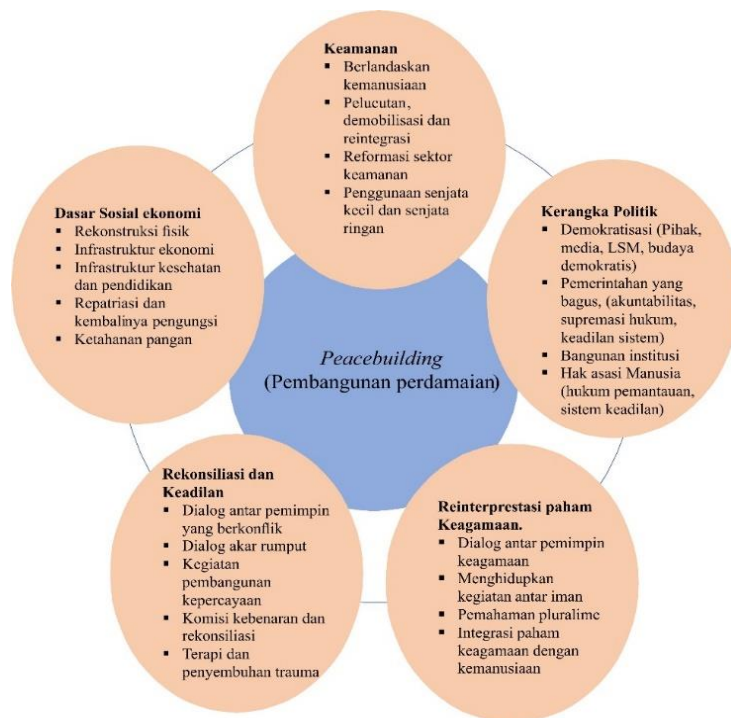 Keamanan
▪ Berlandaskan
kemanusiaan
▪ Pelucutan,
demobilisasi dan
reintegrasi
▪ Reformasi sektor
keamanan
▪ Penggunaan senjata
kecil dan senjata
ringan
Dasar Sosial ekonomi
▪ Rekonstruksi fisik
▪ Infrastruktur ekonomi
▪ Infrastruktur kesehatan
dan pendidikan
▪ Repatriasi dan
kembalinya pengungsi
▪ Ketahanan pangan
Kerangka Politik
▪ Demokratisasi (Pihak,
media, LSM, budaya
demokratis)
▪ Pemerintahan yang
bagus, (akuntabilitas,
supremasi hukum,
keadilan sistem)
▪ Bangunan institusi
▪ Hak asasi Manusia
(hukum pemantauan,
sistem keadilan)
Peacebuilding
(Pembangunan perdamaian)
Rekonsiliasi dan
Keadilan
▪ Dialog antar pemimpin
yang berkonflik
▪ Dialog akar rumput
▪ Kegiatan
pembangunan
kepercayaan
▪ Komisi kebenaran dan
rekonsiliasi
▪ Terapi dan
penyembuhan trauma
Reinterprestasi paham
Keagamaan.
▪ Dialog antar pemimpin
keagamaan
▪ Menghidupkan
kegiatan antar iman
▪ Pemahaman pluralime
▪ Integrasi paham
keagamaan dengan
kemanusiaan